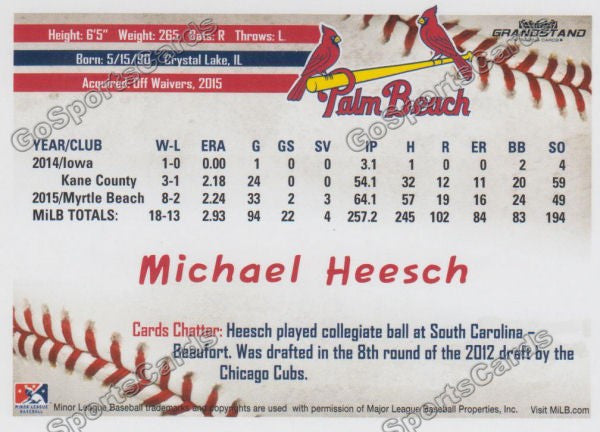 Height: 6'5" Weight: 265 Bats: R Throws: L
GRANDSTAND
CARDS
Born: 5/15/90 Crystal Lake, IL
Acquired: Off Waivers, 2015
Palm Beach
GoSportsCards
YEAR/CLUB W-L ERA G GS SV IP H R ER BB SO
2014/Iowa 1-0 0.00 1 0 0 3.1 1 0 0 2 4
Kane County 3-1 2.18 24 0 0 54.1 32 12 11 20 59
2015/Myrtle Beach 8-2 2.24 33 2 3 64.1 57 19 16 24 49
MiLB TOTALS: 18-13 2.93 94 22 4 257.2 245 102 84 83 194
Michael Heesch
Cards Chatter: Heesch played collegiate ball at South Carolina –
Beaufort. Was drafted in the 8th round of the 2012 draft by the
Chicago Cubs.
MINOR LEAGUE
BASEBALL
Minor League Baseball trademarks and copyrights are used with permission of Major League Baseball Properties, Inc. Visit MiLB.com